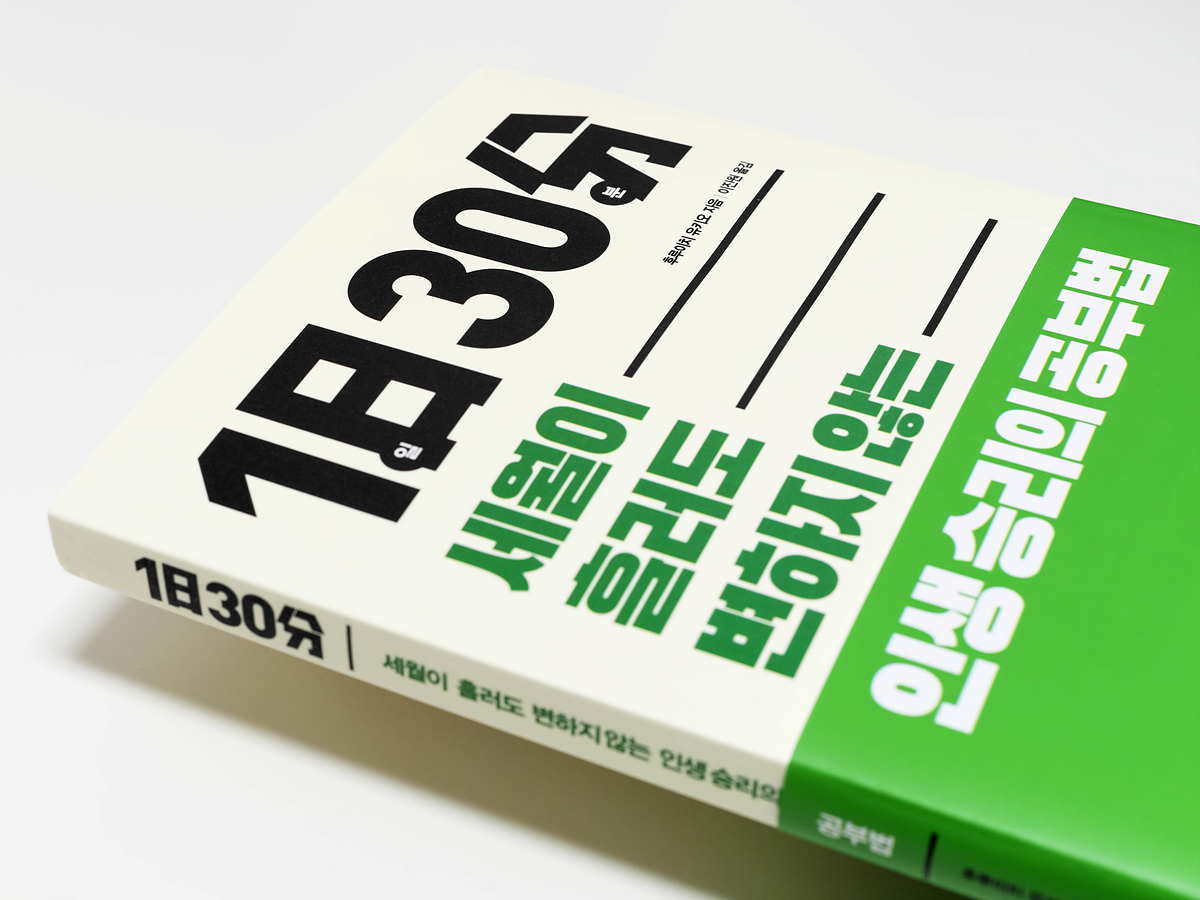 1日30分
일
분
후루이치 유키오 지음 · 이진원 옮김
세월이
흘러도
변하지 않는
인생 승리의 공부법
1日30分 | 세월이 흘러도 변하지 않는 인생 승리의 공부법 |